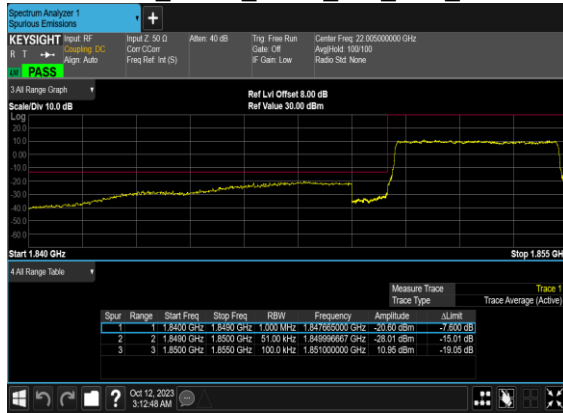 Spectrum Analyzer 1
Spurious Emissions
KEYSIGHT Input: RF Input Z: 50 Ω Atten: 40 dB Trig: Free Run Center Freq: 22.005000000 GHz
R T Coupling: DC Corr CCorr Gate: Off Avg|Hold: 100/100
Align: Auto Freq Ref: Int (S) IF Gain: Low Radio Std: None
PASS
3 All Range Graph
Ref Lvl Offset 8.00 dB
Scale/Div 10.0 dB Ref Value 30.00 dBm
Log
20.0
10.0
0.00
-10.0
-20.0
-30.0
-40.0
-50.0
-60.0
Start 1.840 GHz Stop 1.855 GHz
4 All Range Table
Measure Trace Trace 1
Trace Type Trace Average (Active)
Spur Range Start Freq Stop Freq RBW Frequency Amplitude ΔLimit
1 1 1.8400 GHz 1.8490 GHz 1.000 MHz 1.847665000 GHz -20.60 dBm -7.600 dB
2 2 1.8490 GHz 1.8500 GHz 51.00 kHz 1.849996667 GHz -28.01 dBm -15.01 dB
3 3 1.8500 GHz 1.8550 GHz 100.0 kHz 1.851000000 GHz 10.95 dBm -19.05 dB
Oct 12, 2023
3:12:48 AM